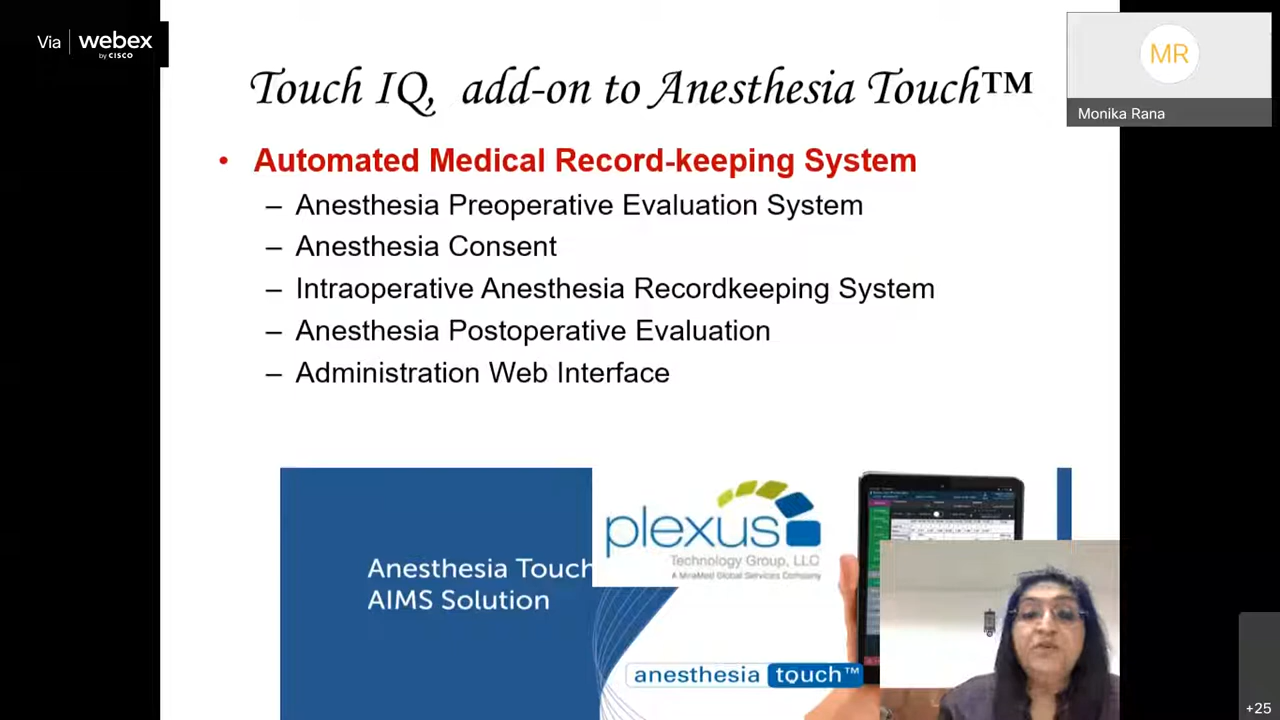 Via webex
by CISCO
MR
Monika Rana
Touch IQ, add-on to Anesthesia Touch™
• Automated Medical Record-keeping System
– Anesthesia Preoperative Evaluation System
– Anesthesia Consent
– Intraoperative Anesthesia Recordkeeping System
– Anesthesia Postoperative Evaluation
– Administration Web Interface
plexus
Technology Group, LLC
A MiraMed Global Services Company
Anesthesia Touch
AIMS Solution
anesthesia touch™
+25